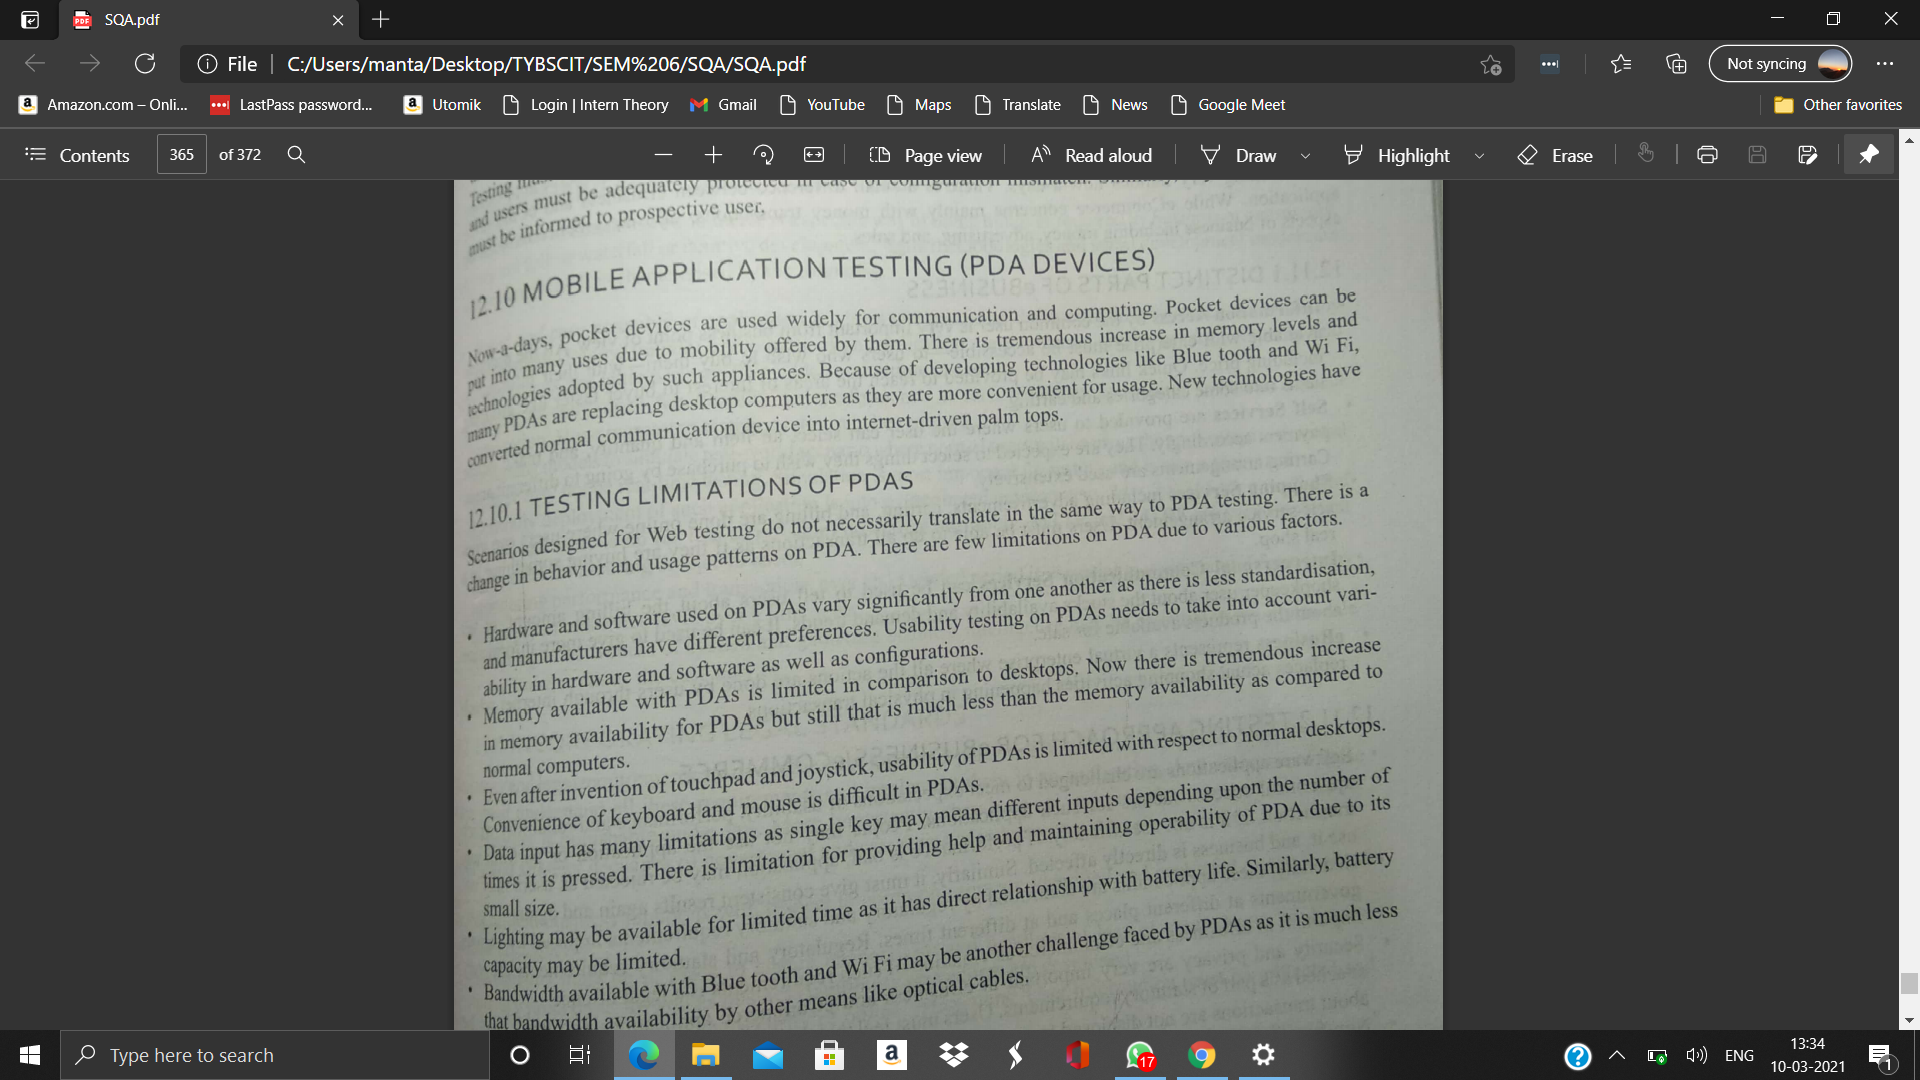 SQA.pdf
File
C:/Users/manta/Desktop/TYBSCIT/SEM%206/SQA/SQA.pdf
Not syncing
Amazon.com – Onli... LastPass password... Utomik Login | Intern Theory Gmail YouTube Maps Translate News Google Meet Other favorites
Contents 365 of 372 Page view Read aloud Draw Highlight Erase
Testing
and users must be adequately protected in case of configuration mismatch.
must be informed to prospective user.
12.10 MOBILE APPLICATION TESTING (PDA DEVICES)
Now-a-days, pocket devices are used widely for communication and computing. Pocket devices can be
put into many uses due to mobility offered by them. There is tremendous increase in memory levels and
technologies adopted by such appliances. Because of developing technologies like Blue tooth and Wi Fi,
many PDAs are replacing desktop computers as they are more convenient for usage. New technologies have
converted normal communication device into internet-driven palm tops.
12.10.1 TESTING LIMITATIONS OF PDAS
Scenarios designed for Web testing do not necessarily translate in the same way to PDA testing. There is a
change in behavior and usage patterns on PDA. There are few limitations on PDA due to various factors.
• Hardware and software used on PDAs vary significantly from one another as there is less standardisation,
and manufacturers have different preferences. Usability testing on PDAs needs to take into account vari-
ability in hardware and software as well as configurations.
• Memory available with PDAs is limited in comparison to desktops. Now there is tremendous increase
in memory availability for PDAs but still that is much less than the memory availability as compared to
normal computers.
• Even after invention of touchpad and joystick, usability of PDAs is limited with respect to normal desktops.
Convenience of keyboard and mouse is difficult in PDAs.
• Data input has many limitations as single key may mean different inputs depending upon the number of
times it is pressed. There is limitation for providing help and maintaining operability of PDA due to its
small size.
• Lighting may be available for limited time as it has direct relationship with battery life. Similarly, battery
capacity may be limited.
• Bandwidth available with Blue tooth and Wi Fi may be another challenge faced by PDAs as it is much less
that bandwidth availability by other means like optical cables.
Type here to search
17
ENG
13:34
10-03-2021
1